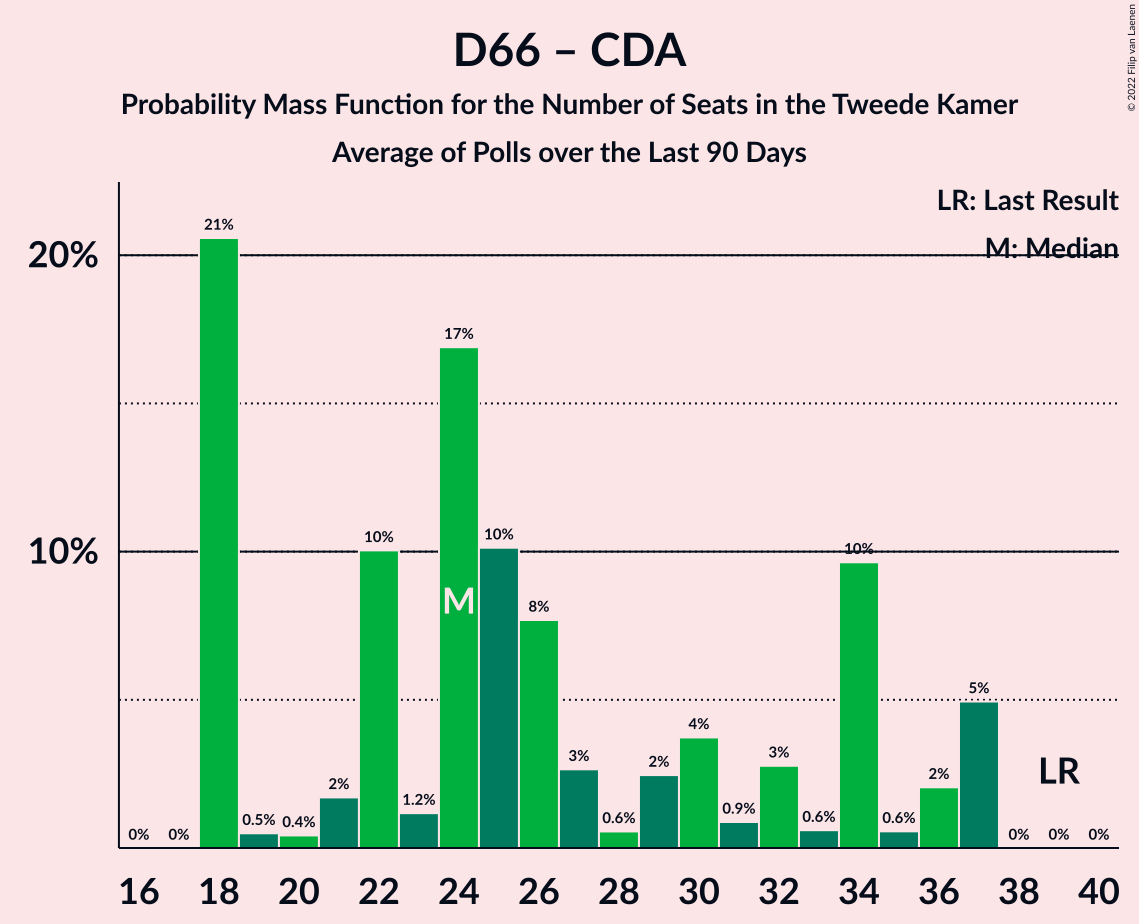 D66 – CDA
Probability Mass Function for the Number of Seats in the Tweede Kamer
Average of Polls over the Last 90 Days
© 2022 Filip van Laenen
LR: Last Result
M: Median
20%
10%
0% 0% 21% 0.5% 0.4% 2% 10% 1.2% 17% 10% 8% 3% 0.6% 2% 4% 0.9% 3% 0.6% 10% 0.6% 2% 5% 0% 0% 0%
M
LR
16 18 20 22 24 26 28 30 32 34 36 38 40